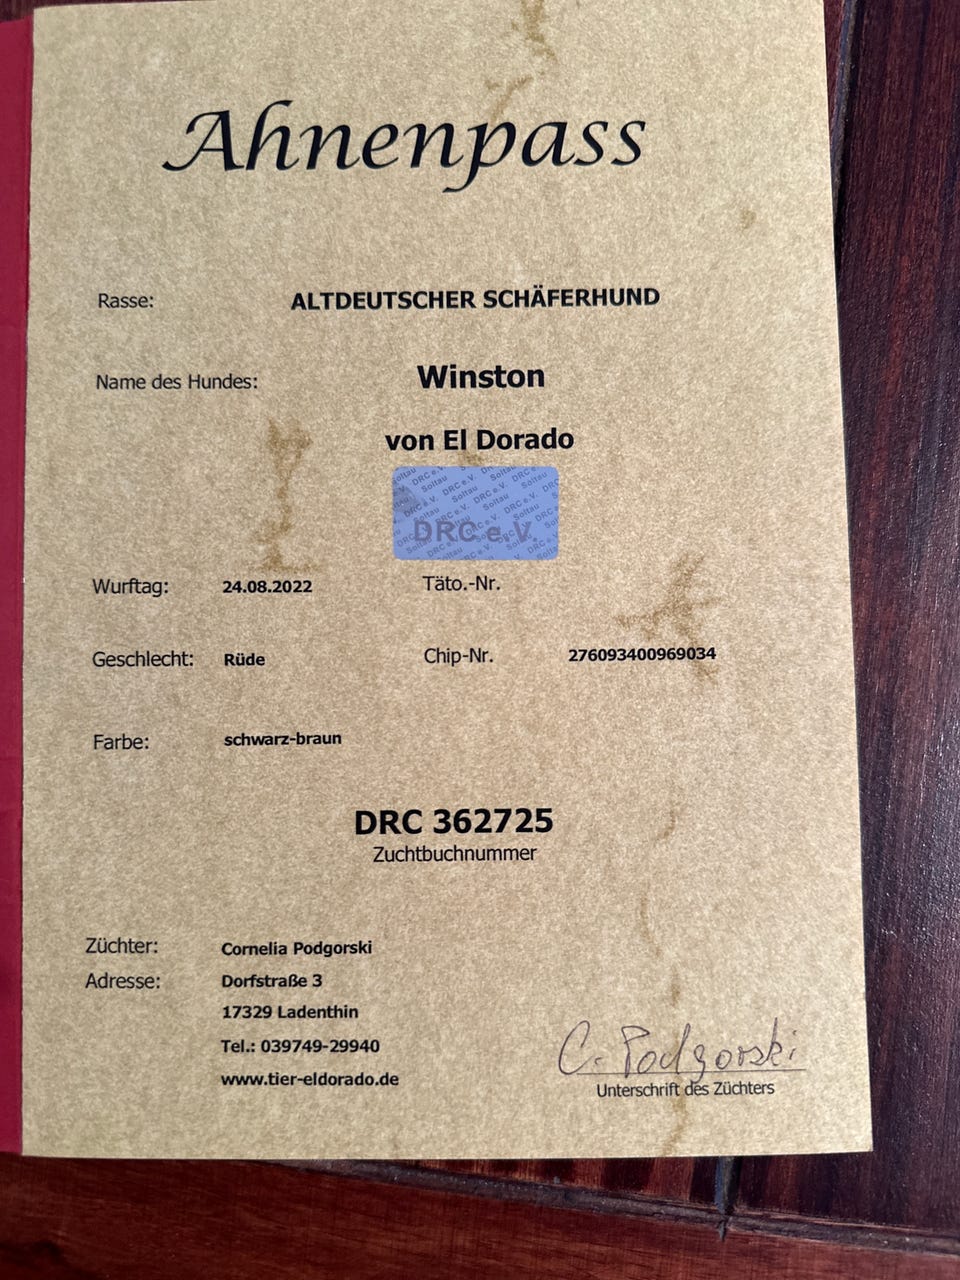 Ahnenpass
Rasse: ALTDEUTSCHER SCHÄFERHUND
Name des Hundes: Winston
von El Dorado
DRC e.V.
Soltau
Wurftag: 24.08.2022 Täto.-Nr.
Geschlecht: Rüde Chip-Nr. 276093400969034
Farbe: schwarz-braun
DRC 362725
Zuchtbuchnummer
Züchter: Cornelia Podgorski
Adresse: Dorfstraße 3
17329 Ladenthin
Tel.: 039749-29940
www.tier-eldorado.de
C. Podgorski
Unterschrift des Züchters